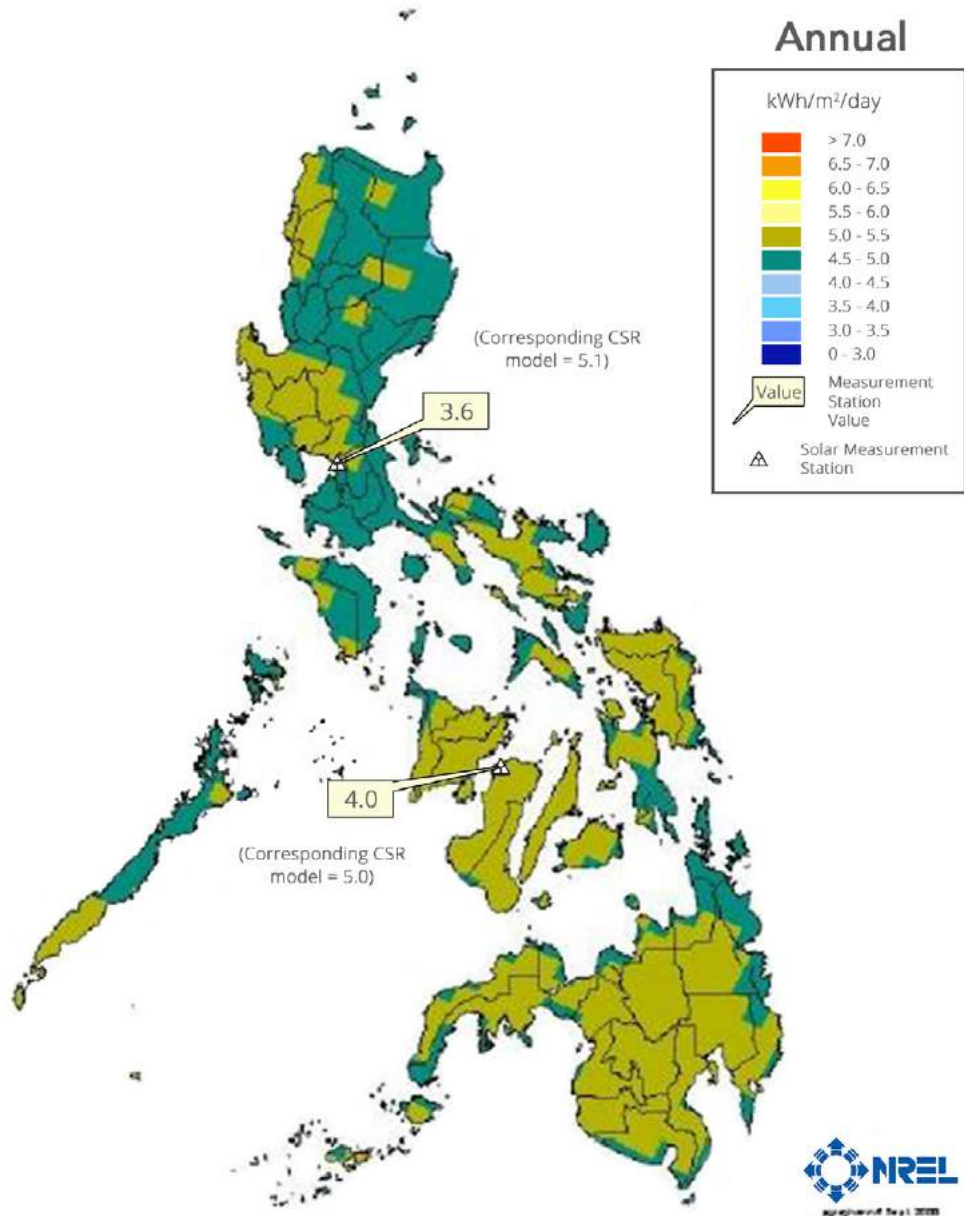 Annual
kWh/m²/day
> 7.0
6.5 - 7.0
6.0 - 6.5
5.5 - 6.0
5.0 - 5.5
4.5 - 5.0
4.0 - 4.5
3.5 - 4.0
3.0 - 3.5
0 - 3.0
Value
Measurement
Station
Value
Solar Measurement
Station
(Corresponding CSR
model = 5.1)
3.6
4.0
(Corresponding CSR
model = 5.0)
NREL